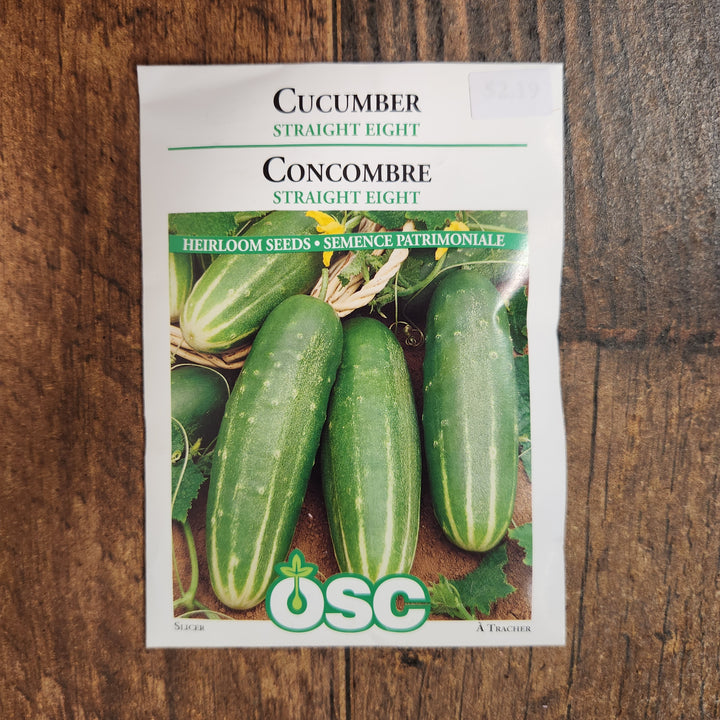 $2.19
CUCUMBER
STRAIGHT EIGHT
CONCOMBRE
STRAIGHT EIGHT
HEIRLOOM SEEDS • SEMENCE PATRIMONIALE
OSC
SLICER
À TRACHER